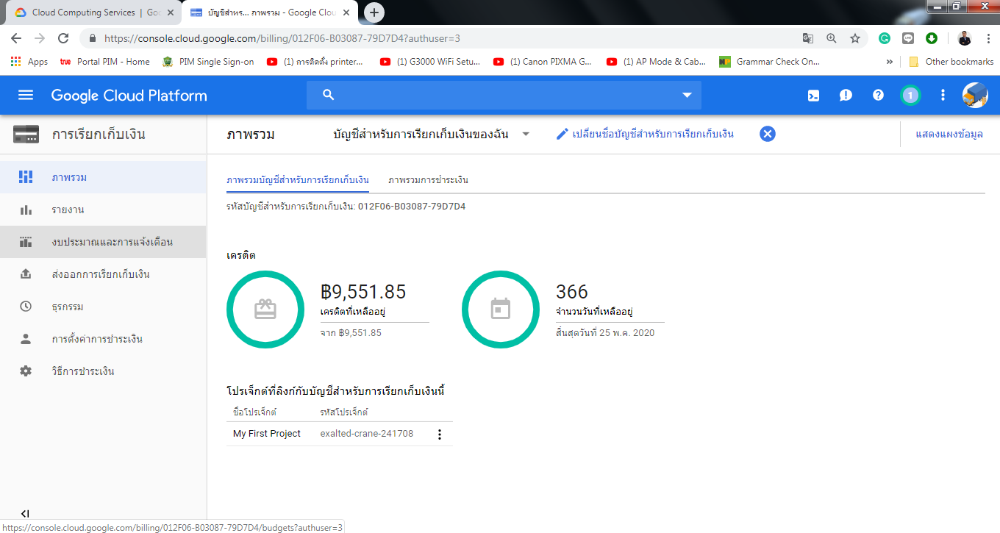 Cloud Computing Services | Goo
บัญชีสำหร... ภาพรวม - Google Clou
https://console.cloud.google.com/billing/012F06-B03087-79D7D4?authuser=3
Apps
true
Portal PIM - Home
PIM Single Sign-on
(1) การติดตั้ง printer...
(1) G3000 WiFi Setu...
(1) Canon PIXMA G...
(1) AP Mode & Cab...
Grammar Check On...
»
Other bookmarks
Google Cloud Platform
1
การเรียกเก็บเงิน
ภาพรวม
บัญชีสำหรับการเรียกเก็บเงินของฉัน
เปลี่ยนชื่อบัญชีสำหรับการเรียกเก็บเงิน
แสดงแผงข้อมูล
ภาพรวม
รายงาน
งบประมาณและการแจ้งเตือน
ส่งออกการเรียกเก็บเงิน
ธุรกรรม
การตั้งค่าการชำระเงิน
วิธีการชำระเงิน
ภาพรวมบัญชีสำหรับการเรียกเก็บเงิน
ภาพรวมการชำระเงิน
รหัสบัญชีสำหรับการเรียกเก็บเงิน: 012F06-B03087-79D7D4
เครดิต
฿9,551.85
เครดิตที่เหลืออยู่
จาก ฿9,551.85
366
จำนวนวันที่เหลืออยู่
สิ้นสุดวันที่ 25 พ.ค. 2020
โปรเจ็กต์ที่ลิงก์กับบัญชีสำหรับการเรียกเก็บเงินนี้
ชื่อโปรเจ็กต์ รหัสโปรเจ็กต์
My First Project exalted-crane-241708
https://console.cloud.google.com/billing/012F06-B03087-79D7D4/budgets?authuser=3